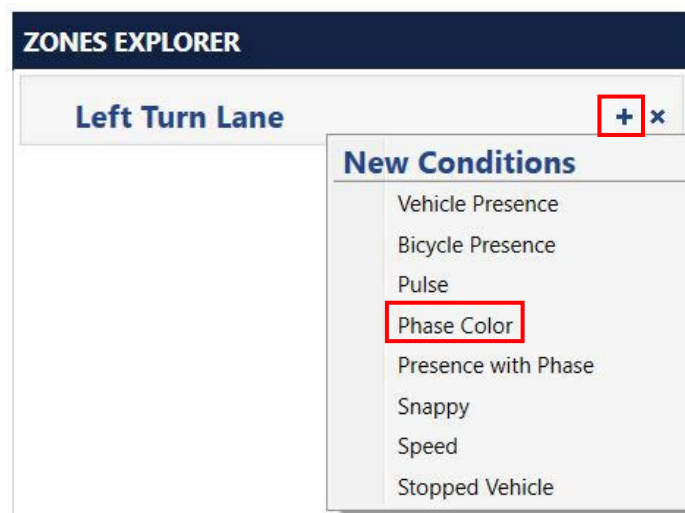 ZONES EXPLORER
Left Turn Lane
New Conditions
Vehicle Presence
Bicycle Presence
Pulse
Phase Color
Presence with Phase
Snappy
Speed
Stopped Vehicle